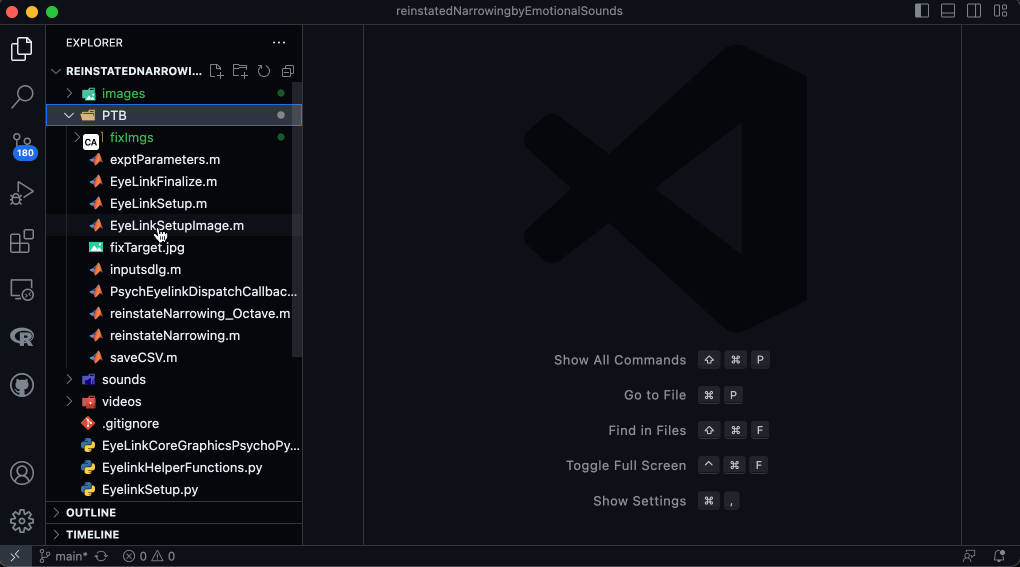 reinstatedNarrowingbyEmotionalSounds
EXPLORER
REINSTATEDNARROWI...
images
PTB
CA
fixImgs
exptParameters.m
EyeLinkFinalize.m
EyeLinkSetup.m
EyeLinkSetupImage.m
fixTarget.jpg
inputsdlg.m
PsychEyelinkDispatchCallbac...
reinstateNarrowing_Octave.m
reinstateNarrowing.m
saveCSV.m
sounds
videos
.gitignore
EyeLinkCoreGraphicsPsychoPy...
EyelinkHelperFunctions.py
EyelinkSetup.py
OUTLINE
TIMELINE
180
R
Show All Commands ⇧ ⌘ P
Go to File ⌘ P
Find in Files ⇧ ⌘ F
Toggle Full Screen ^ ⌘ F
Show Settings ⌘ ,
main* 0 0